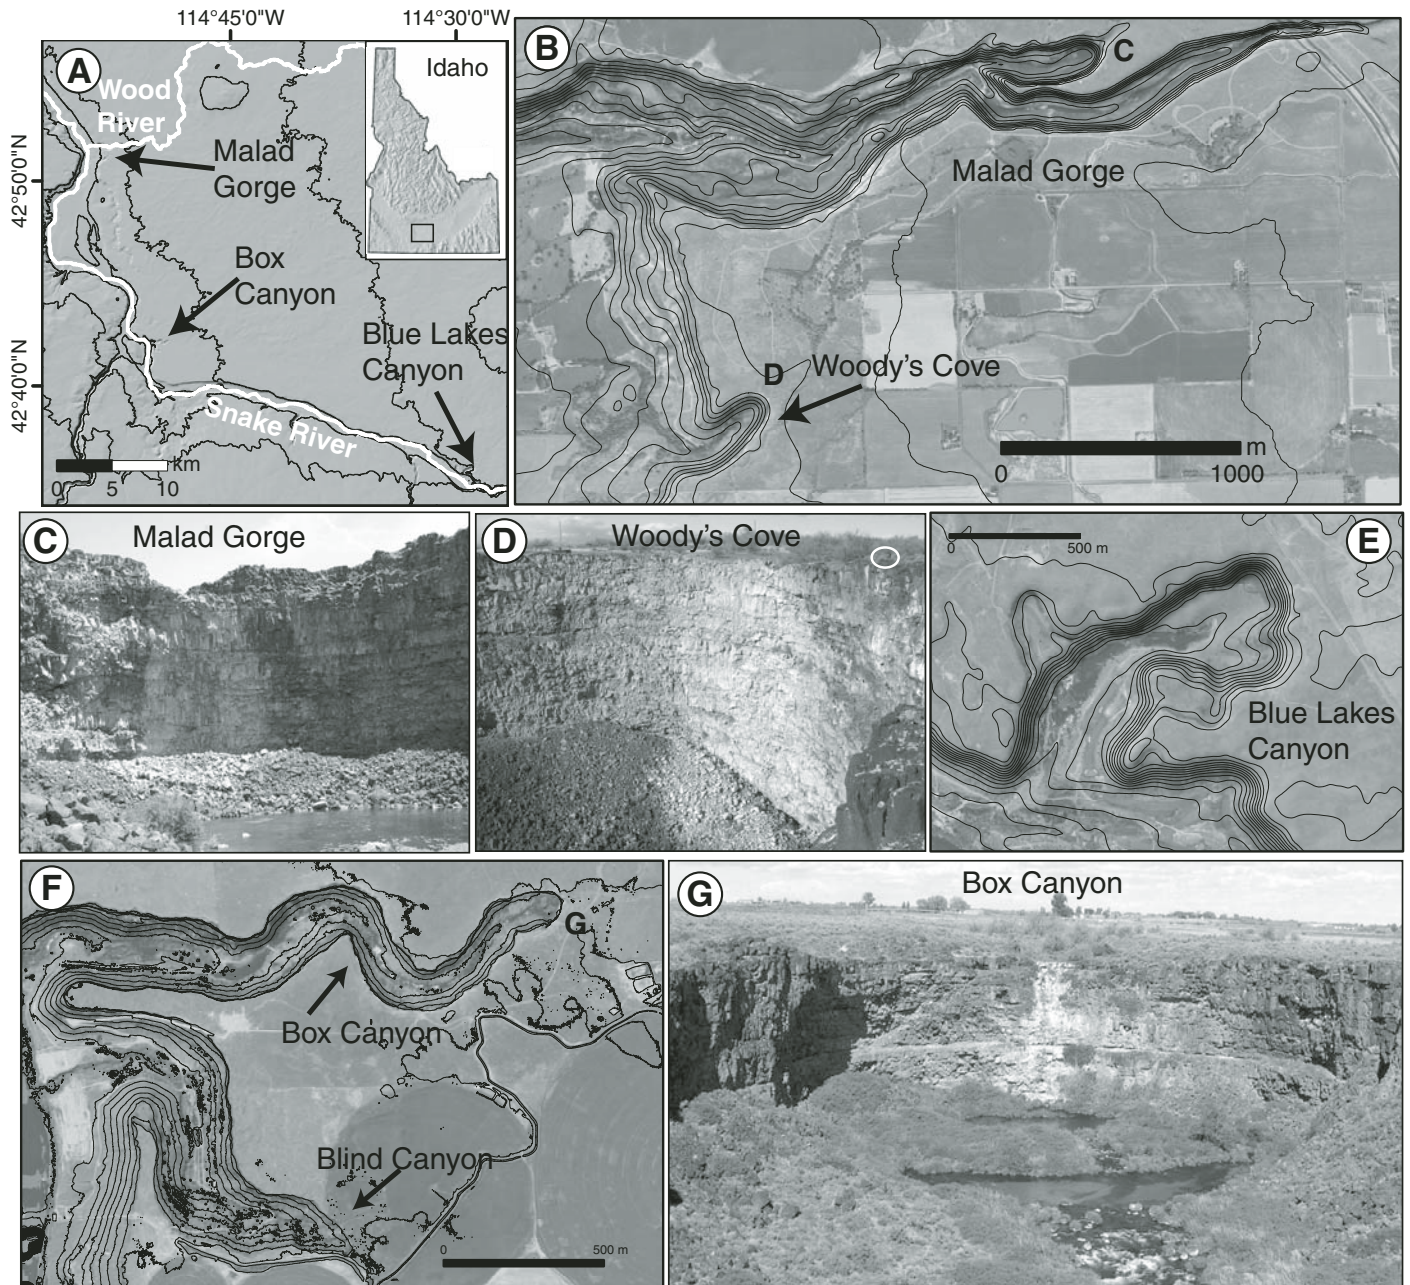 114°45'0"W
114°30'0"W
42°50'0"N
42°40'0"N
A
Wood
River
Idaho
Malad
Gorge
Box
Canyon
Blue Lakes
Canyon
Snake River
km
0 5 10
B
C
Malad Gorge
D
Woody's Cove
m
0 1000
C
Malad Gorge
D
Woody's Cove
E
0 500 m
Blue Lakes
Canyon
F
G
Box Canyon
Blind Canyon
0 500 m
G
Box Canyon